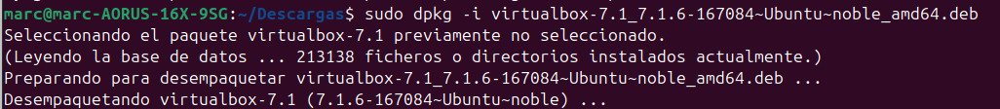 marc@marc-AORUS-16X-9SG:~/Descargas$ sudo dpkg -i virtualbox-7.1_7.1.6-167084~Ubuntu~noble_amd64.deb
Seleccionando el paquete virtualbox-7.1 previamente no seleccionado.
(Leyendo la base de datos ... 213138 ficheros o directorios instalados actualmente.)
Preparando para desempaquetar virtualbox-7.1_7.1.6-167084~Ubuntu~noble_amd64.deb ...
Desempaquetando virtualbox-7.1 (7.1.6-167084~Ubuntu~noble) ...